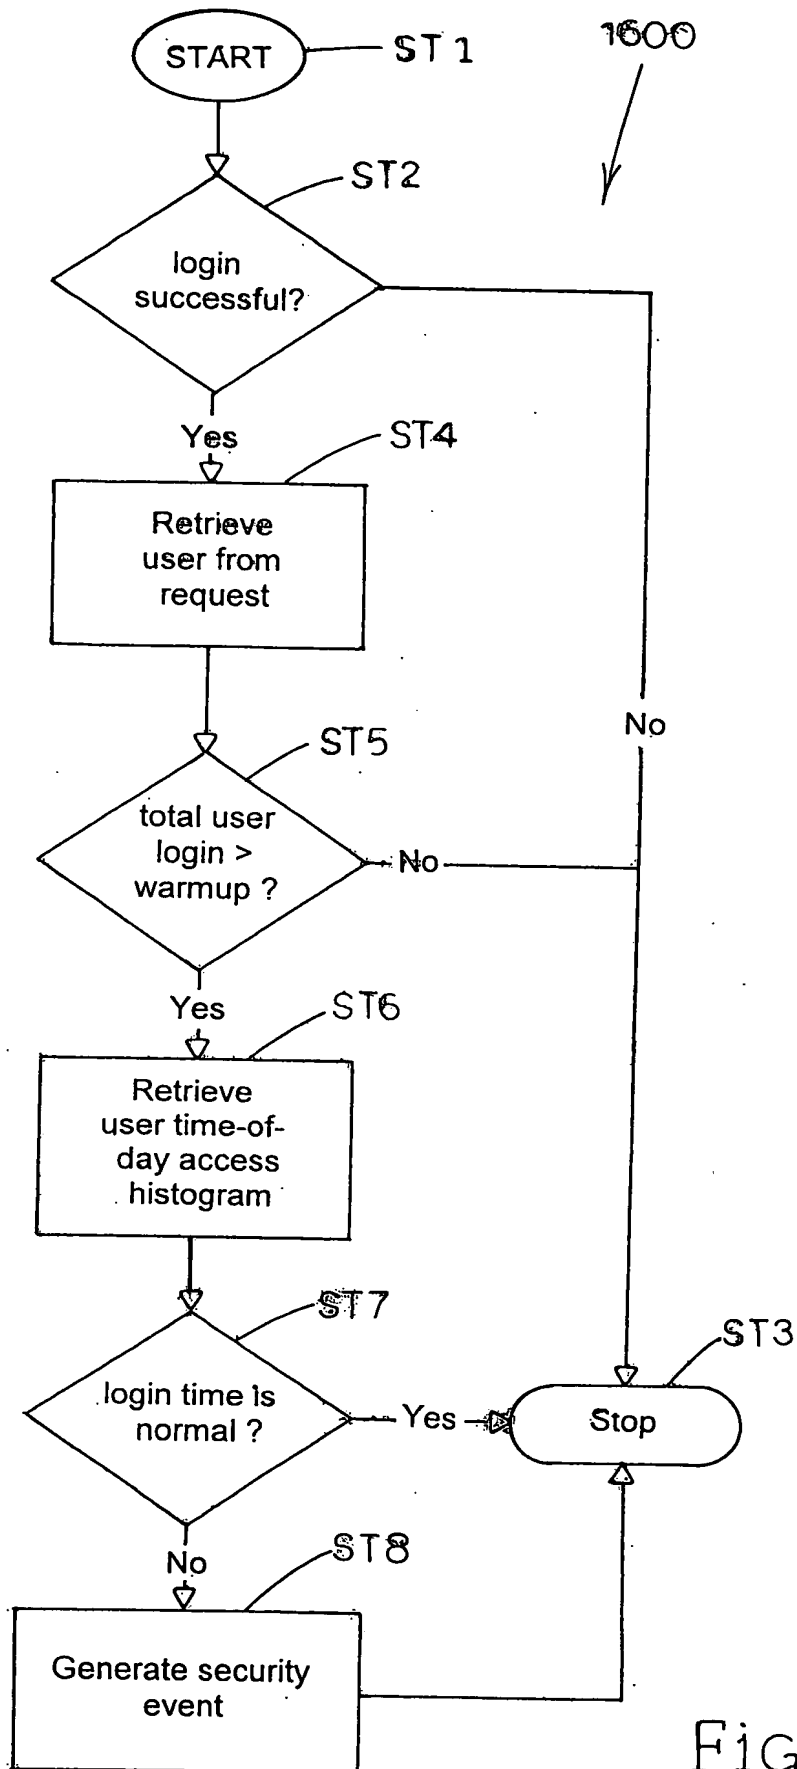 START
ST1
1600
ST2
login
successful?
Yes
ST4
Retrieve
user from
request
No
ST5
total user
login >
warmup ?
No
Yes
ST6
Retrieve
user time-of-
day access
histogram
ST7
ST3
login time is
normal ?
Yes
Stop
No
ST8
Generate security
event
Fig